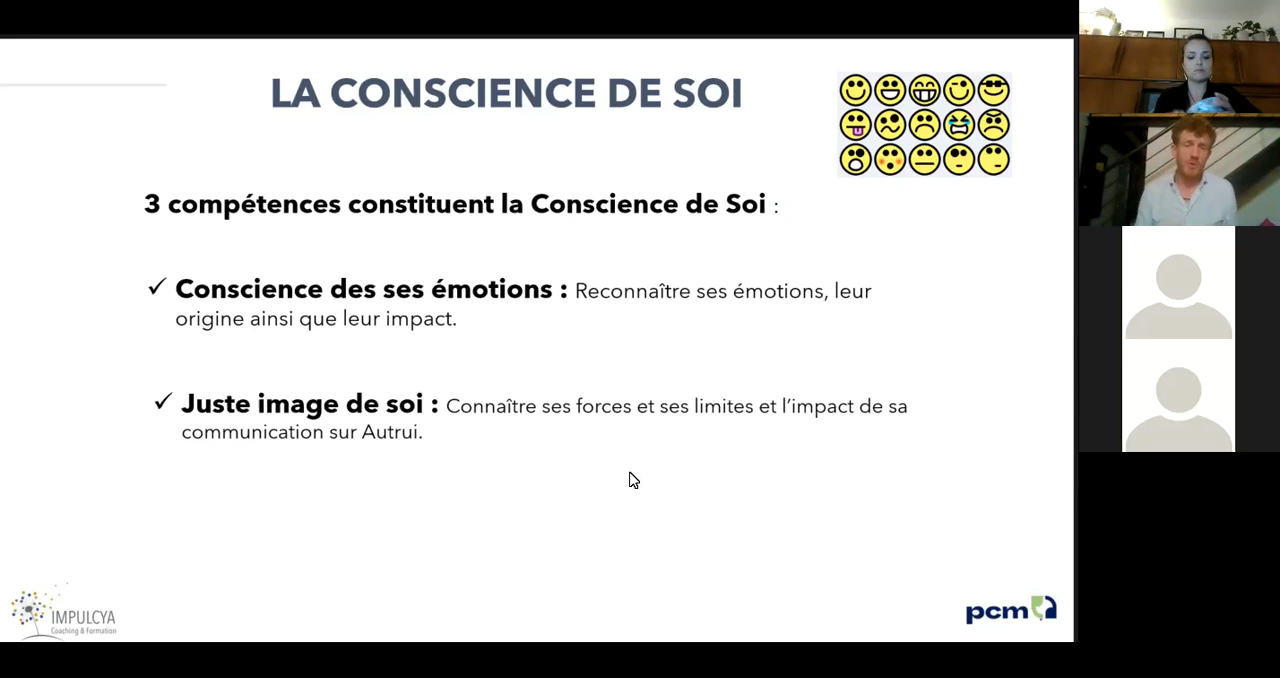 LA CONSCIENCE DE SOI
3 compétences constituent la Conscience de Soi :
✓ Conscience des ses émotions : Reconnaître ses émotions, leur
origine ainsi que leur impact.
✓ Juste image de soi : Connaître ses forces et ses limites et l’impact de sa
communication sur Autrui.
IMPULCYA
Coaching & Formation
pcm